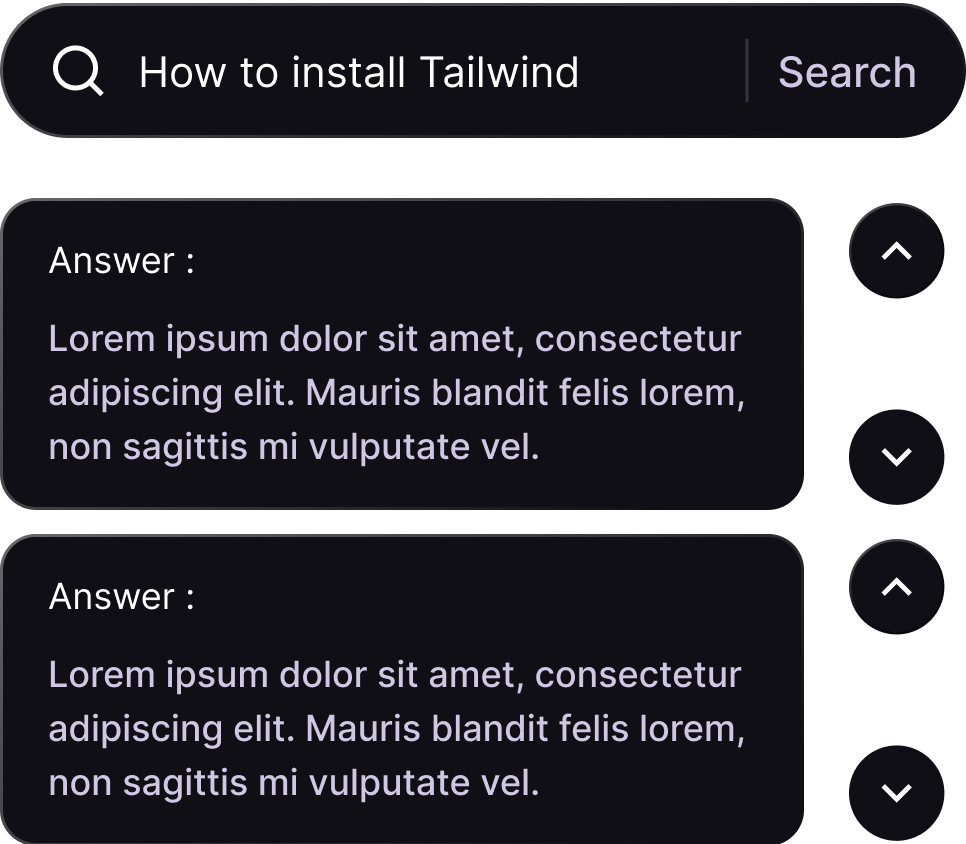 How to install Tailwind
Search
Answer :
Lorem ipsum dolor sit amet, consectetur
adipiscing elit. Mauris blandit felis lorem,
non sagittis mi vulputate vel.
Answer :
Lorem ipsum dolor sit amet, consectetur
adipiscing elit. Mauris blandit felis lorem,
non sagittis mi vulputate vel.